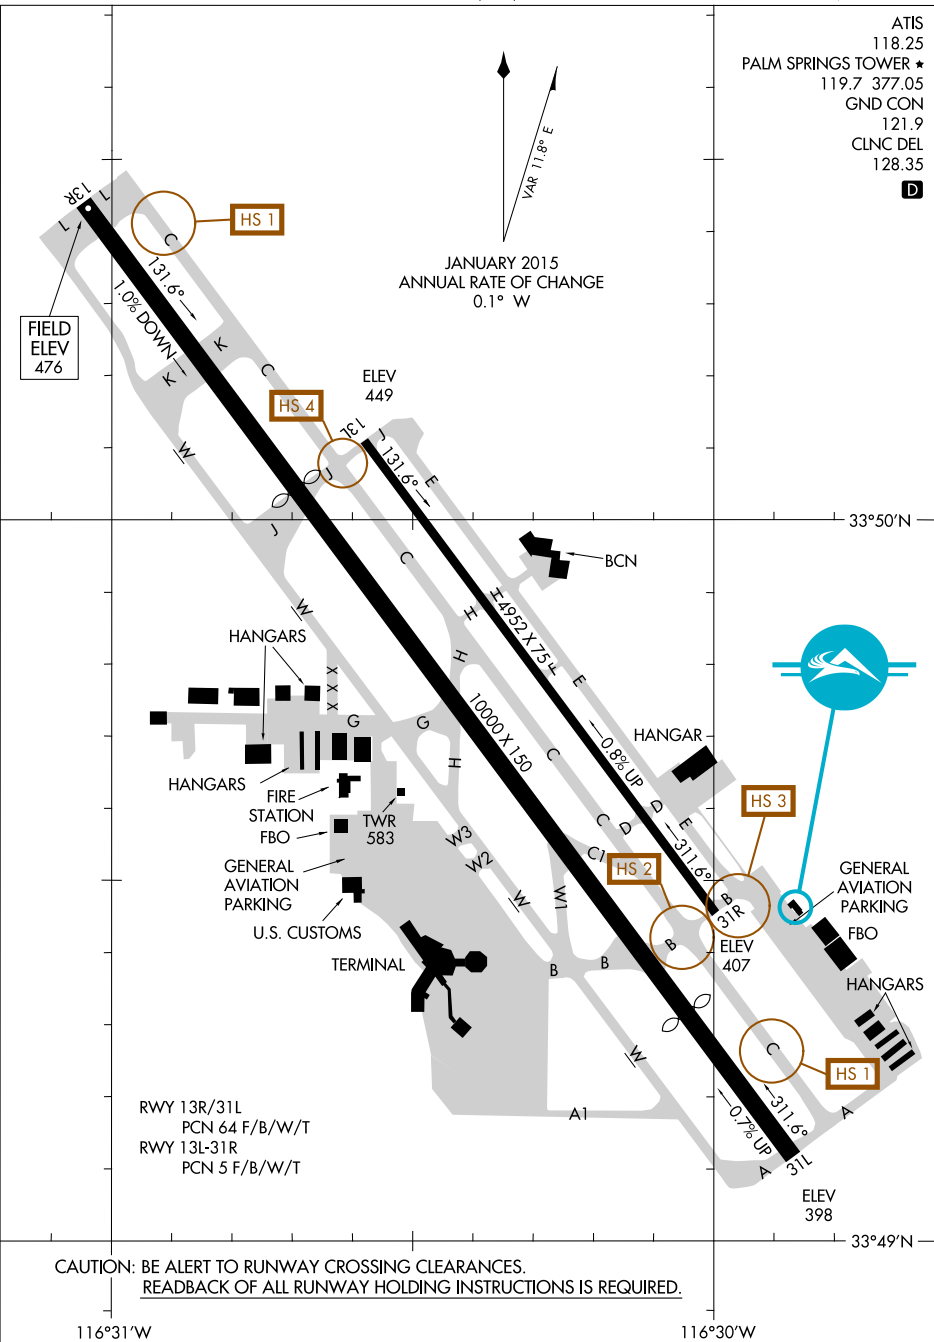 ATIS
118.25
PALM SPRINGS TOWER ★
119.7 377.05
GND CON
121.9
CLNC DEL
128.35
D
VAR 11.8° E
JANUARY 2015
ANNUAL RATE OF CHANGE
0.1° W
13R
L
L
HS 1
C
131.6°
1.0% DOWN
FIELD
ELEV
476
K
K
C
ELEV
449
HS 4
13L
J
131.6°
E
W
J
J
33°50'N
C
BCN
H
4952 X 75
H
F
E
W
HANGARS
X
X
X
G
G
H
10000 X 150
C
0.8% UP
HANGAR
HANGARS
FIRE
STATION
FBO
TWR
583
D
E
HS 3
C
D
311.6°
W3
W2
C1
HS 2
GENERAL
AVIATION
PARKING
GENERAL
AVIATION
PARKING
FBO
U.S. CUSTOMS
W
W1
B
31R
ELEV
407
TERMINAL
B
B
B
HANGARS
W
C
HS 1
A1
311.6°
0.7% UP
A
A
31L
RWY 13R/31L
PCN 64 F/B/W/T
RWY 13L-31R
PCN 5 F/B/W/T
ELEV
398
33°49'N
CAUTION: BE ALERT TO RUNWAY CROSSING CLEARANCES.
READBACK OF ALL RUNWAY HOLDING INSTRUCTIONS IS REQUIRED.
116°31'W
116°30'W